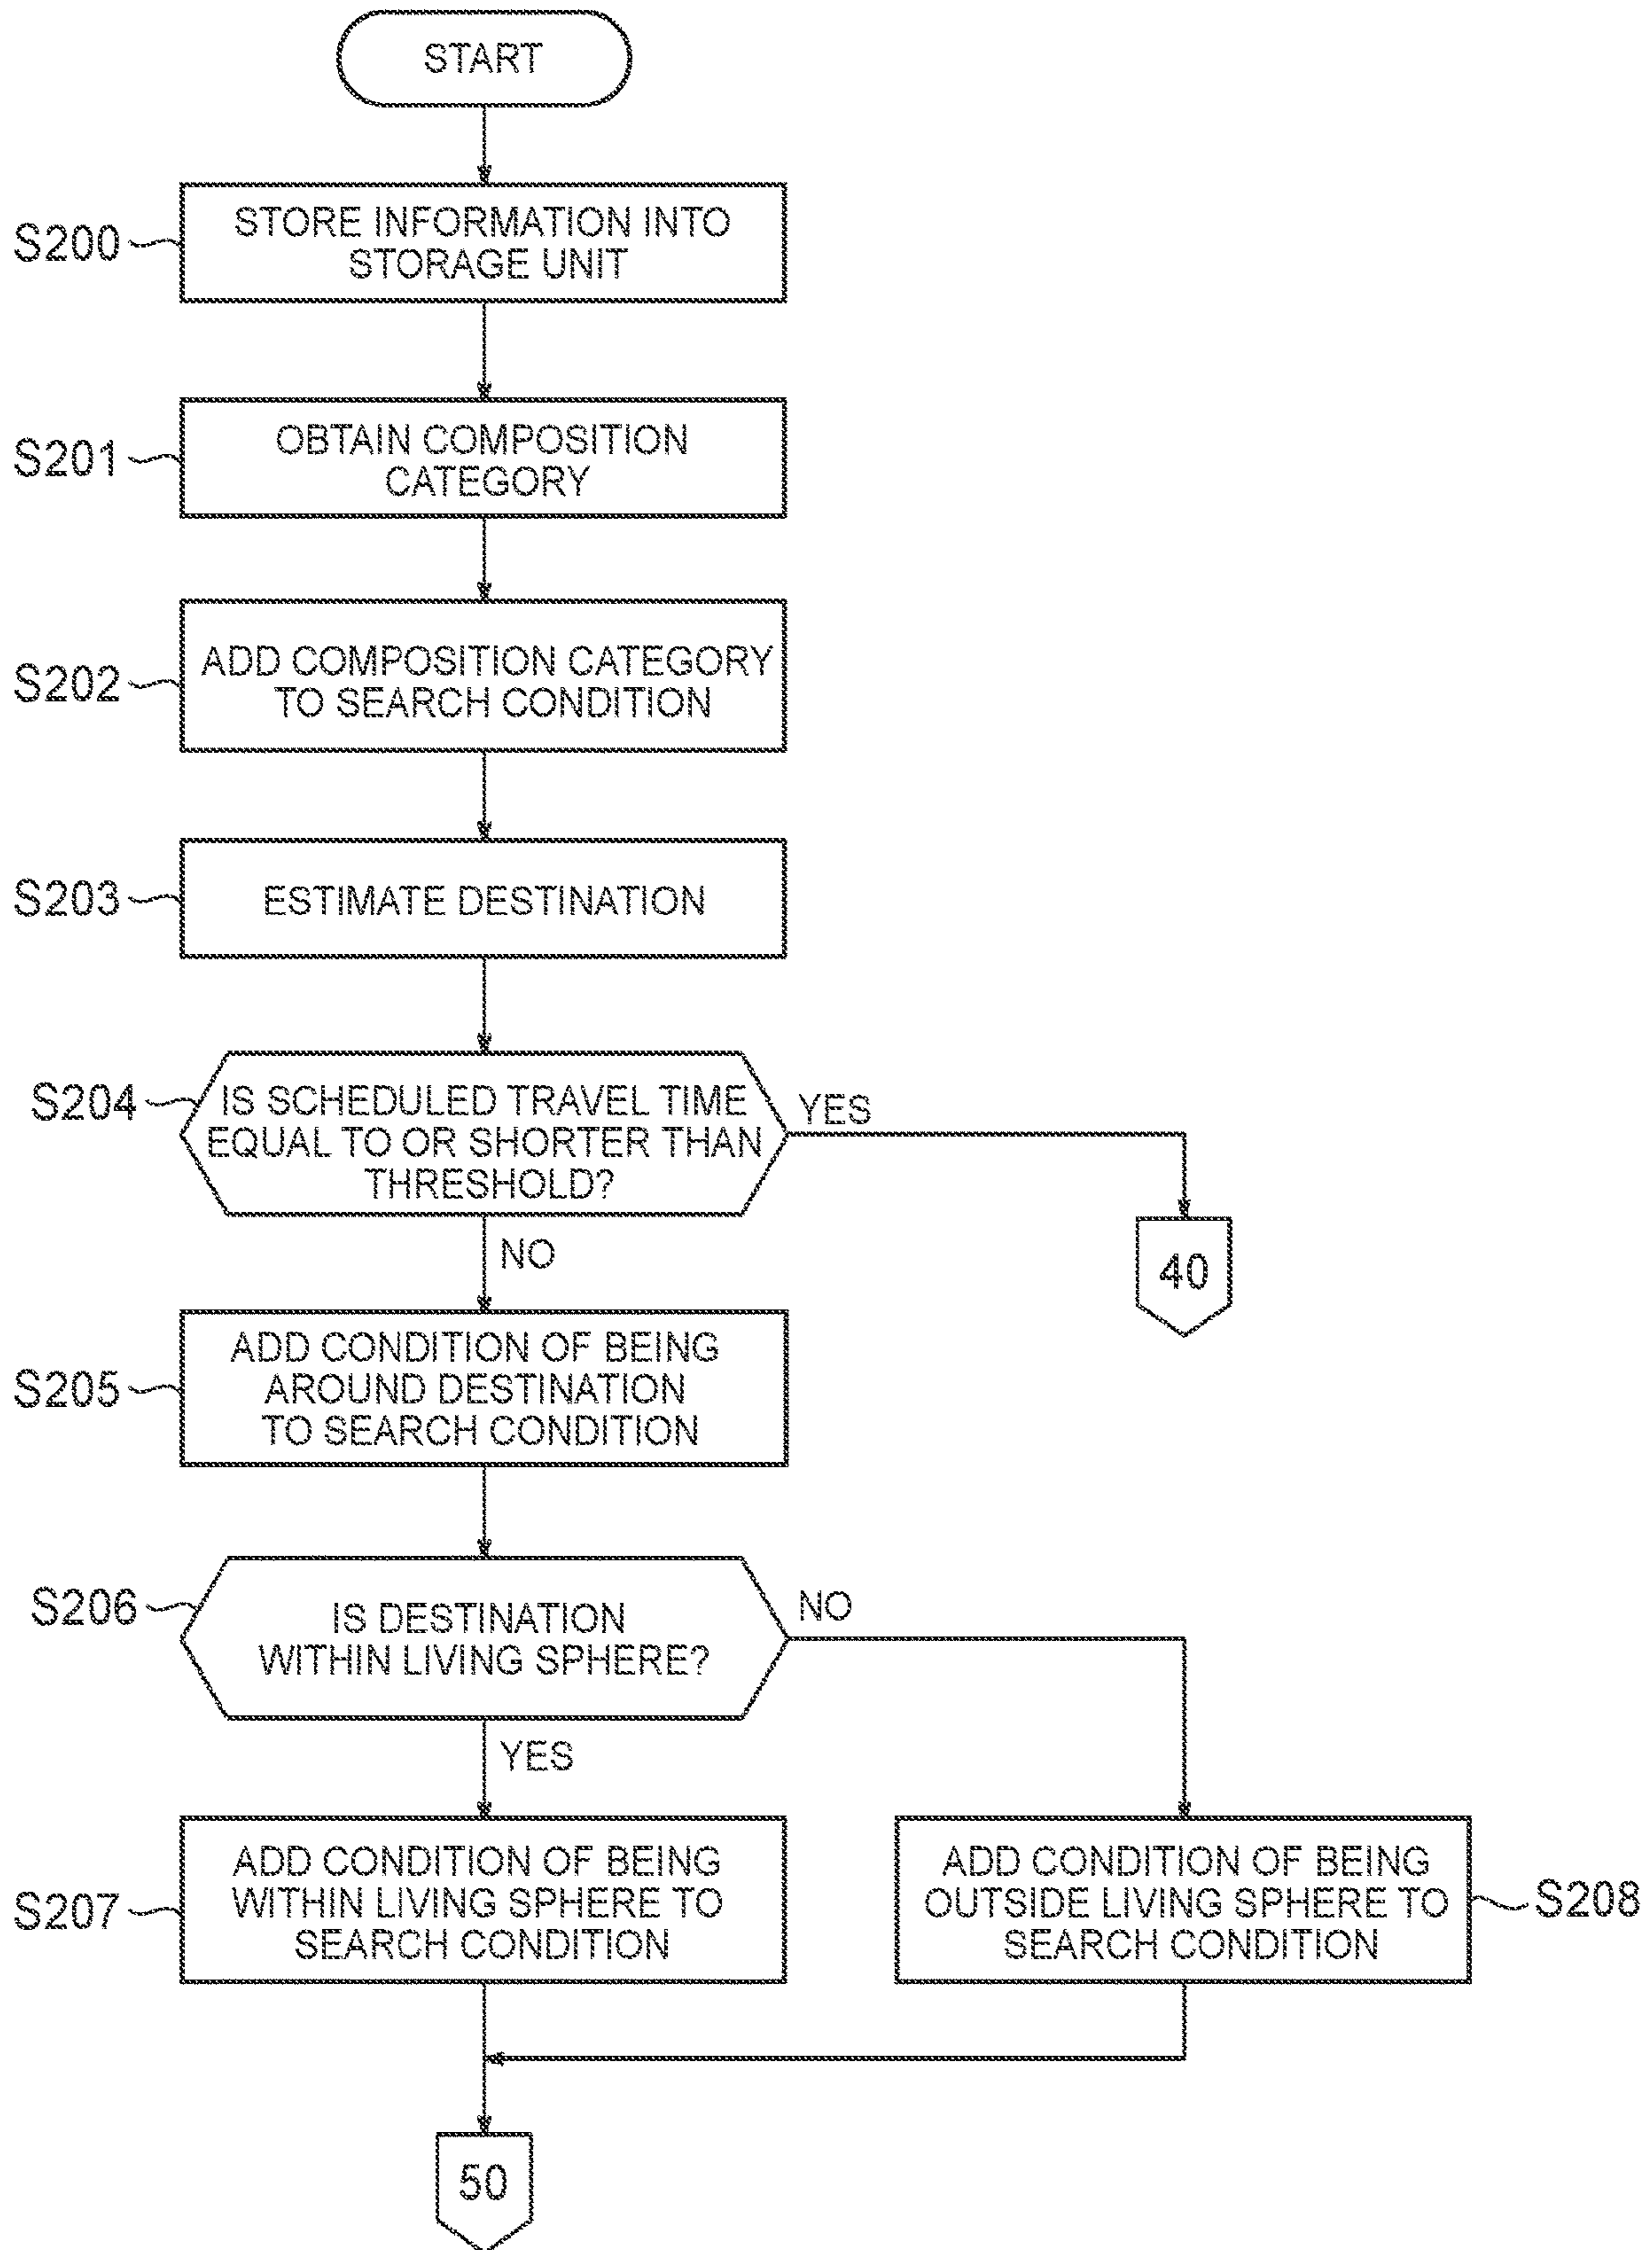 START
S200
STORE INFORMATION INTO
STORAGE UNIT
S201
OBTAIN COMPOSITION
CATEGORY
S202
ADD COMPOSITION CATEGORY
TO SEARCH CONDITION
S203
ESTIMATE DESTINATION
S204
IS SCHEDULED TRAVEL TIME
EQUAL TO OR SHORTER THAN
THRESHOLD?
YES
40
NO
S205
ADD CONDITION OF BEING
AROUND DESTINATION
TO SEARCH CONDITION
S206
IS DESTINATION
WITHIN LIVING SPHERE?
NO
YES
S207
ADD CONDITION OF BEING
WITHIN LIVING SPHERE TO
SEARCH CONDITION
ADD CONDITION OF BEING
OUTSIDE LIVING SPHERE TO
SEARCH CONDITION
S208
50